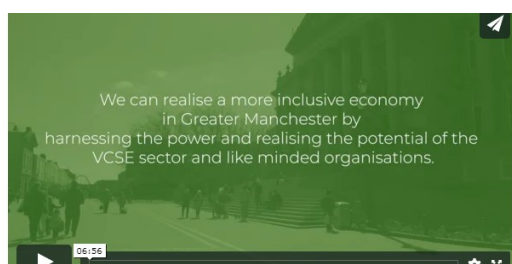 We can realise a more inclusive economy
in Greater Manchester by
harnessing the power and realising the potential of the
VCSE sector and like minded organisations.
06:56